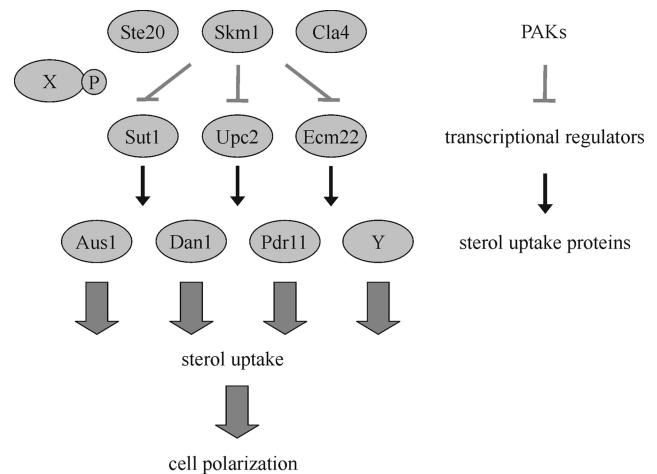 Ste20 Skm1 Cla4 PAKs
X P
Sut1 Upc2 Ecm22 transcriptional regulators
Aus1 Dan1 Pdr11 Y sterol uptake proteins
sterol uptake
cell polarization